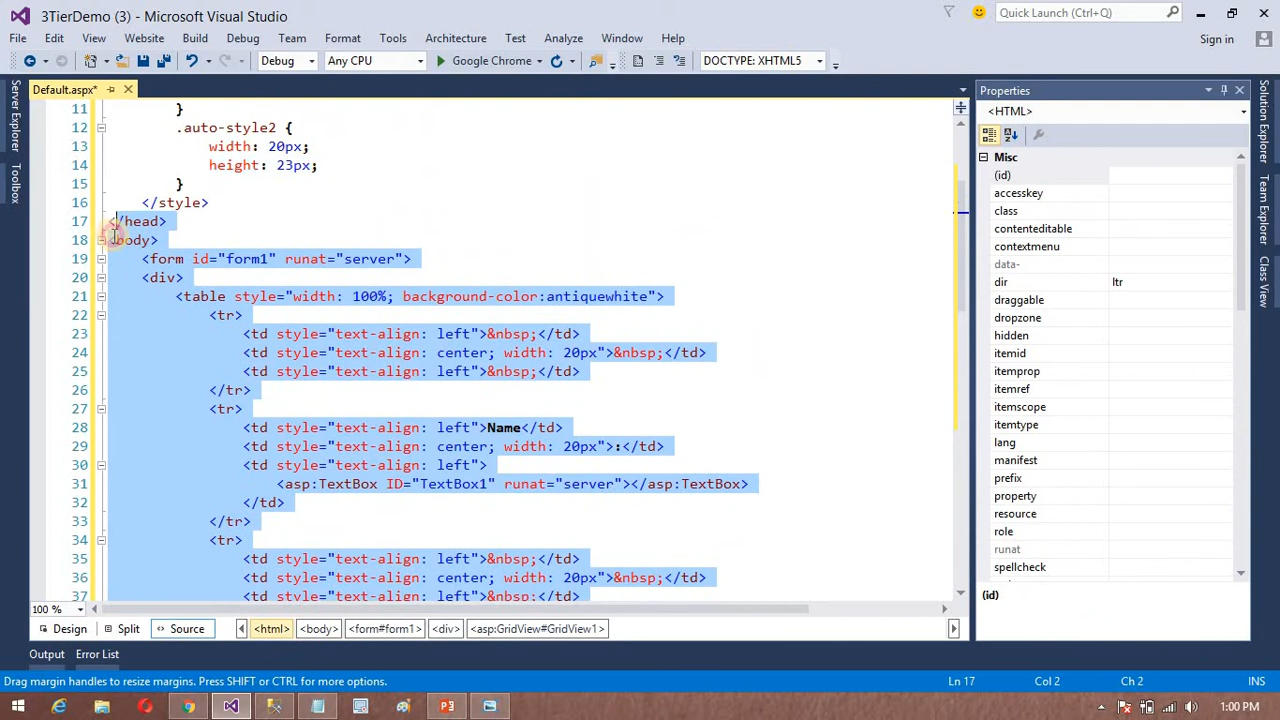 3TierDemo (3) - Microsoft Visual Studio
Quick Launch (Ctrl+Q)
File Edit View Website Build Debug Team Format Tools Architecture Test Analyze Window Help
Sign in
Debug Any CPU Google Chrome DOCTYPE: XHTML5
Default.aspx*
Server Explorer
Toolbox
11 }
12 .auto-style2 {
13 width: 20px;
14 height: 23px;
15 }
16 </style>
17 </head>
18 <body>
19 <form id="form1" runat="server">
20 <div>
21 <table style="width: 100%; background-color:antiquewhite">
22 <tr>
23 <td style="text-align: left">&nbsp;</td>
24 <td style="text-align: center; width: 20px">&nbsp;</td>
25 <td style="text-align: left">&nbsp;</td>
26 </tr>
27 <tr>
28 <td style="text-align: left">Name</td>
29 <td style="text-align: center; width: 20px">:</td>
30 <td style="text-align: left">
31 <asp:TextBox ID="TextBox1" runat="server"></asp:TextBox>
32 </td>
33 </tr>
34 <tr>
35 <td style="text-align: left">&nbsp;</td>
36 <td style="text-align: center; width: 20px">&nbsp;</td>
37 <td style="text-align: left">&nbsp;</td>
100 %
Design Split Source <html> <body> <form#form1> <div> <asp:GridView#GridView1>
Properties
<HTML>
Misc
(id)
accesskey
class
contenteditable
contextmenu
data-
dir ltr
draggable
dropzone
hidden
itemid
itemprop
itemref
itemscope
itemtype
lang
manifest
prefix
property
resource
role
runat
spellcheck
(id)
Solution Explorer
Team Explorer
Class View
Output Error List
Drag margin handles to resize margins. Press SHIFT or CTRL for more options.
Ln 17 Col 2 Ch 2 INS
1:00 PM